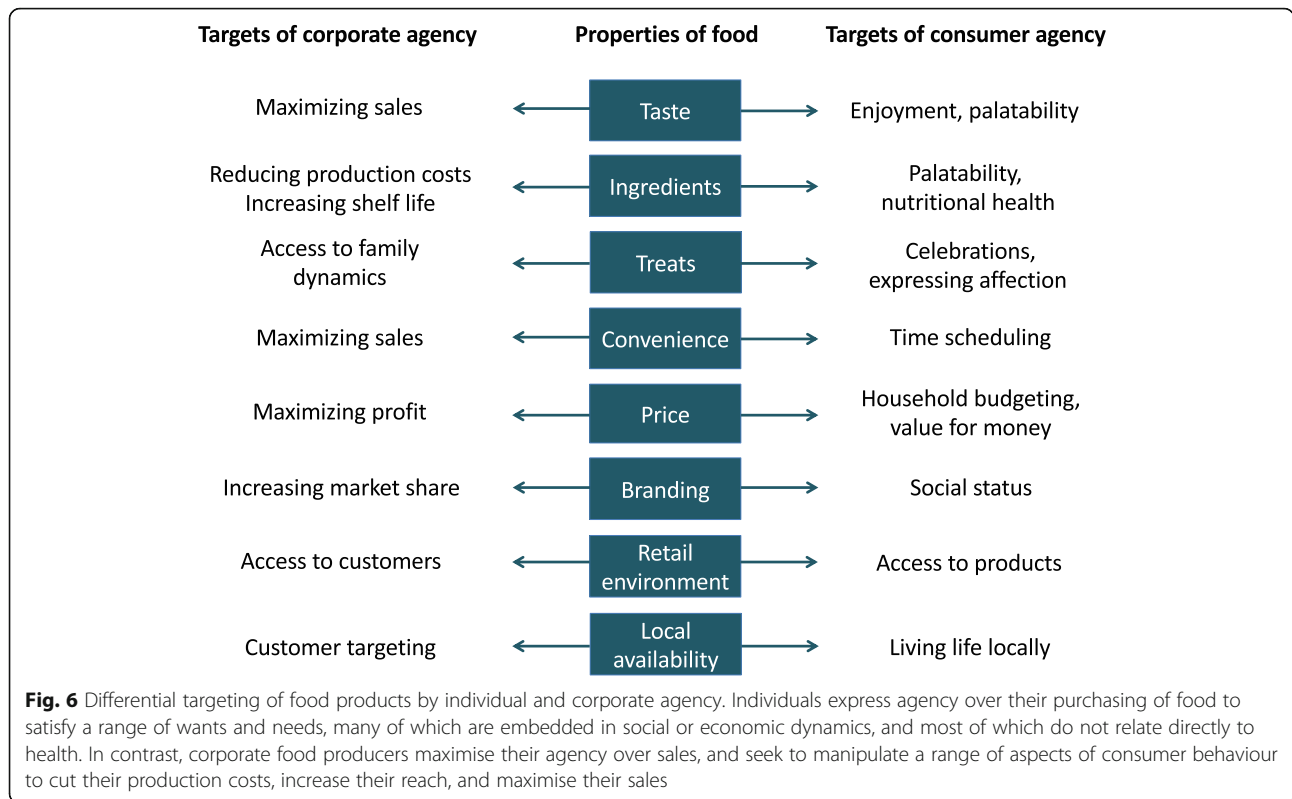 Targets of corporate agency
Properties of food
Targets of consumer agency
Maximizing sales
Taste
Enjoyment, palatability
Reducing production costs
Increasing shelf life
Ingredients
Palatability,
nutritional health
Access to family
dynamics
Treats
Celebrations,
expressing affection
Maximizing sales
Convenience
Time scheduling
Maximizing profit
Price
Household budgeting,
value for money
Increasing market share
Branding
Social status
Access to customers
Retail
environment
Access to products
Customer targeting
Local
availability
Living life locally
Fig. 6 Differential targeting of food products by individual and corporate agency. Individuals express agency over their purchasing of food to
satisfy a range of wants and needs, many of which are embedded in social or economic dynamics, and most of which do not relate directly to
health. In contrast, corporate food producers maximise their agency over sales, and seek to manipulate a range of aspects of consumer behaviour
to cut their production costs, increase their reach, and maximise their sales